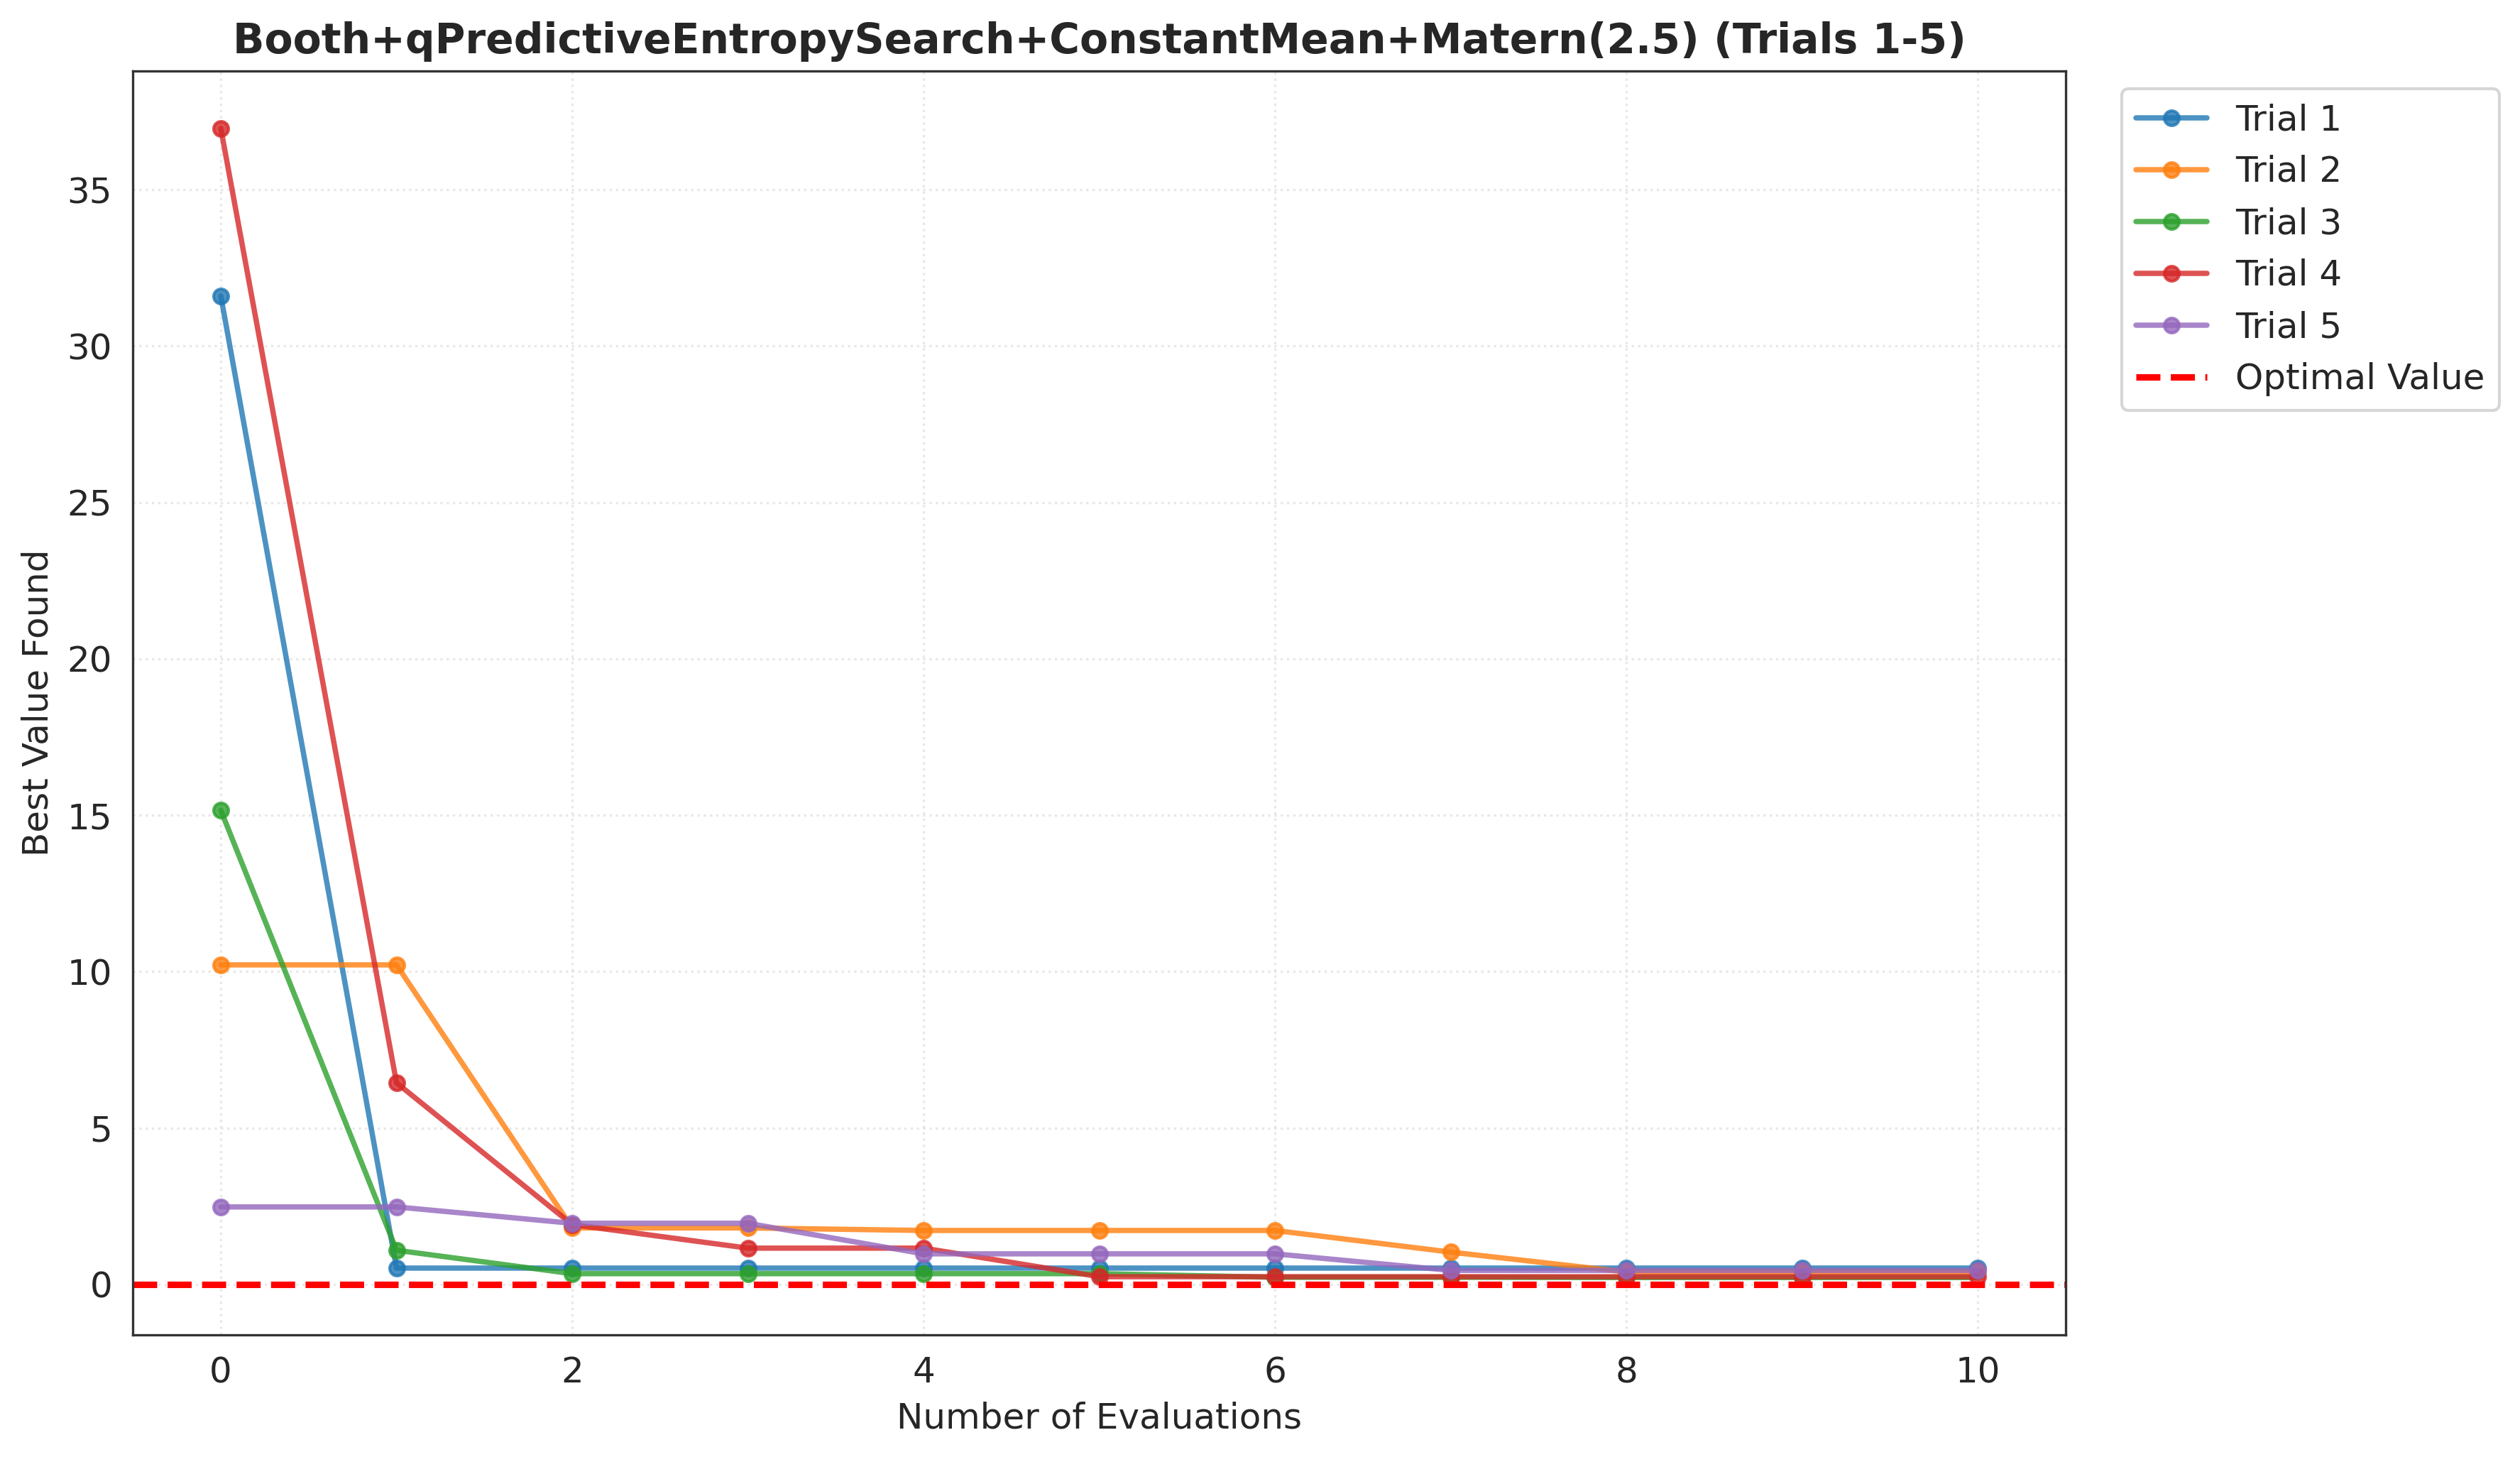 Booth+qPredictiveEntropySearch+ConstantMean+Matern(2.5) (Trials 1-5)
Trial 1
Trial 2
Trial 3
Trial 4
Trial 5
Optimal Value
Best Value Found
35
30
25
20
15
10
5
0
0 2 4 6 8 10
Number of Evaluations